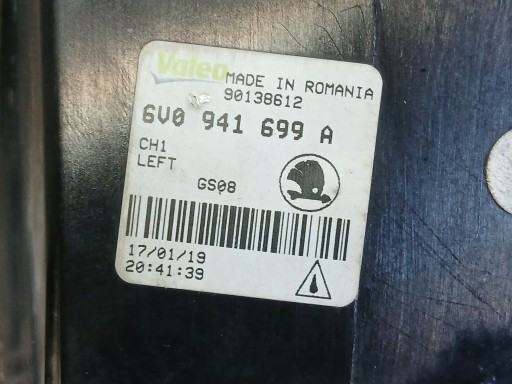 Valeo
MADE IN ROMANIA
90138612
6V0 941 699 A
CH1
LEFT
GS08
17/01/19
20:41:39